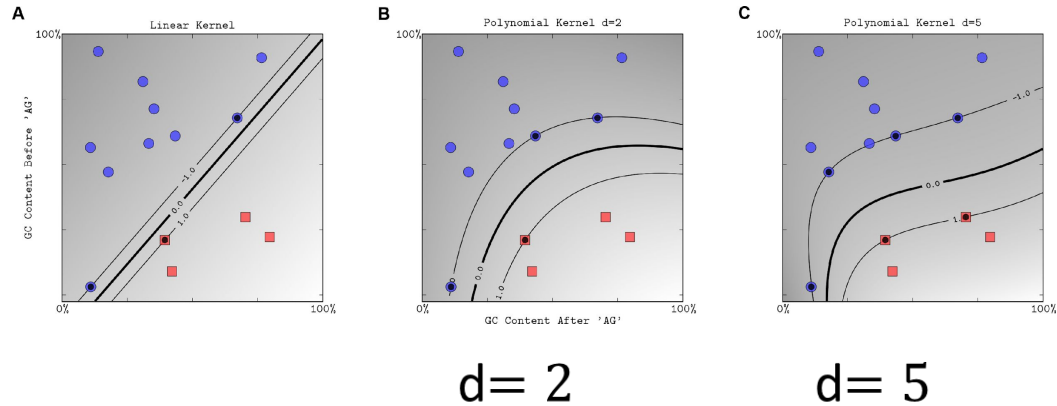 A
Linear Kernel
100%
GC Content Before 'AG'
-1.0
0.0
1.0
0%
100%
B
Polynomial Kernel d=2
100%
0.0
1.0
0%
100%
GC Content After 'AG'
C
Polynomial Kernel d=5
100%
-1.0
0.0
0%
100%
d= 2
d= 5